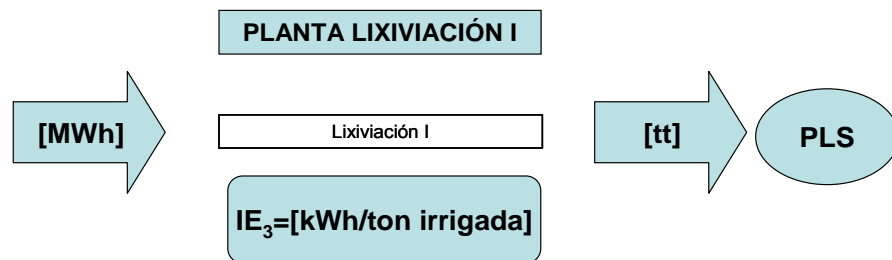 PLANTA LIXIVIACIÓN I
[MWh]
Lixiviación I
[tt]
PLS
IE₃=[kWh/ton irrigada]